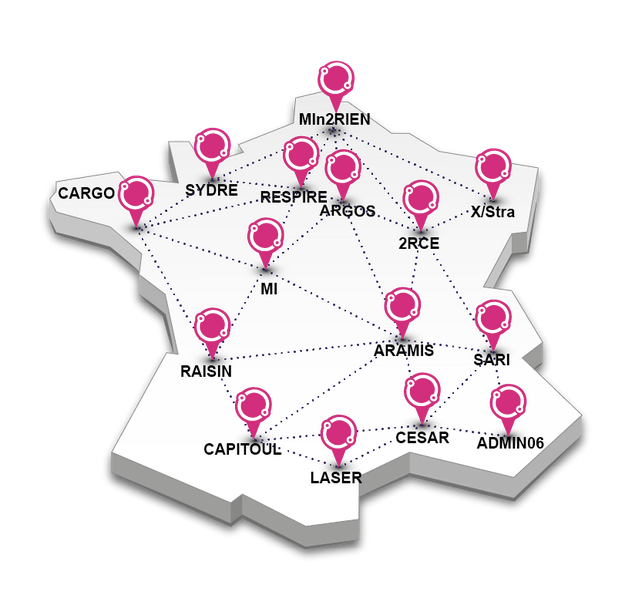 MIn2RIEN
CARGO
SYDRE
RESPIRE
ARGOS
X/Stra
2RCE
MI
ARAMIS
SARI
RAISIN
CAPITOUL
CESAR
ADMIN06
LASER